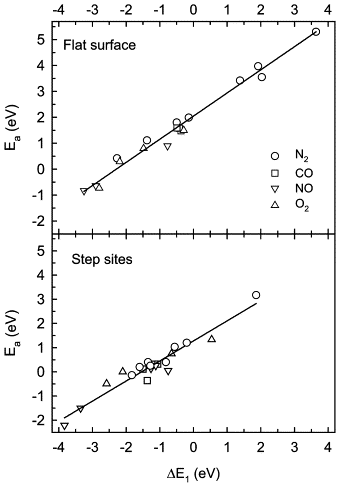 -4 -3 -2 -1 0 1 2 3 4
Flat surface
5
4
3
2
1
0
-1
-2
Eₐ (eV)
N₂
CO
NO
O₂
Step sites
5
4
3
2
1
0
-1
-2
Eₐ (eV)
-4 -3 -2 -1 0 1 2 3 4
ΔE₁ (eV)